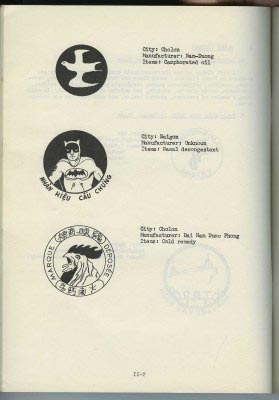 City: Cholon
Manufacturer: Nam-Duong
Items: Camphorated oil
City: Saigon
Manufacturer: Unknown
Items: Nasal decongestant
NHÃN HIỆU CẦU CHỨNG
City: Cholon
Manufacturer: Dai Nam Duoc Phong
Items: Cold remedy
MARQUE DÉPOSÉE